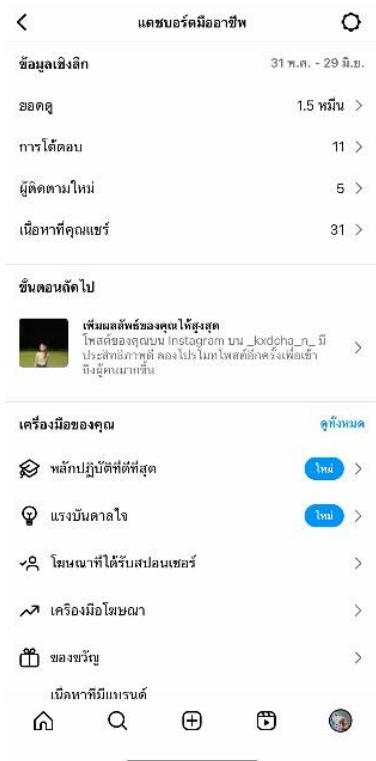 แดชบอร์ดมืออาชีพ
ข้อมูลเชิงลึก 31 พ.ค. - 29 มิ.ย.
ยอดดู 1.5 หมื่น
การโต้ตอบ 11
ผู้ติดตามใหม่ 5
เนื้อหาที่คุณแชร์ 31
ขั้นตอนถัดไป
เพิ่มผลลัพธ์ของคุณให้สูงสุด
โพสต์ของคุณบน Instagram บน _kxdcha_n_ มี
ประสิทธิภาพดี ลองโปรโมทโพสต์อีกครั้งเพื่อเข้า
ถึงผู้คนมากขึ้น
เครื่องมือของคุณ ดูทั้งหมด
หลักปฏิบัติที่ดีที่สุด ใหม่
แรงบันดาลใจ ใหม่
โฆษณาที่ได้รับสปอนเซอร์
เครื่องมือโฆษณา
ของขวัญ
เนื้อหาที่มีแบรนด์